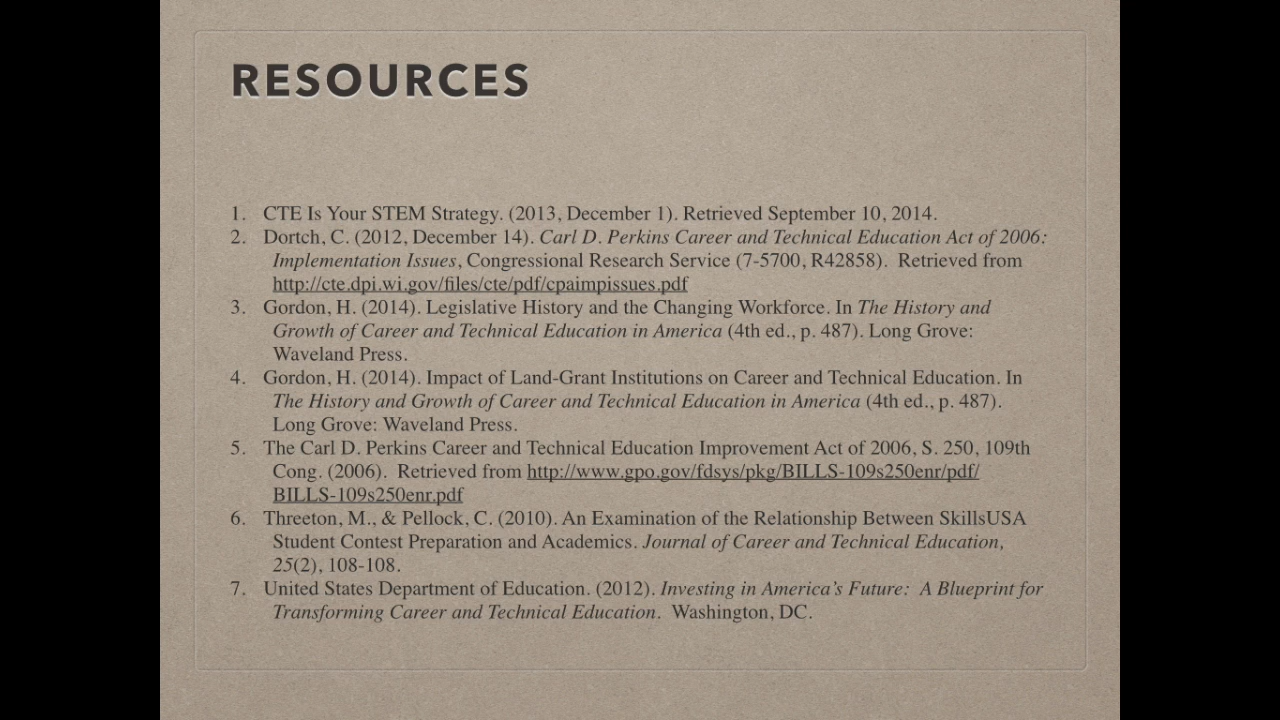 RESOURCES
1. CTE Is Your STEM Strategy. (2013, December 1). Retrieved September 10, 2014.
2. Dortch, C. (2012, December 14). Carl D. Perkins Career and Technical Education Act of 2006:
Implementation Issues, Congressional Research Service (7-5700, R42858).  Retrieved from
http://cte.dpi.wi.gov/files/cte/pdf/cpaimpissues.pdf
3. Gordon, H. (2014). Legislative History and the Changing Workforce. In The History and
Growth of Career and Technical Education in America (4th ed., p. 487). Long Grove:
Waveland Press.
4. Gordon, H. (2014). Impact of Land-Grant Institutions on Career and Technical Education. In
The History and Growth of Career and Technical Education in America (4th ed., p. 487).
Long Grove: Waveland Press.
5. The Carl D. Perkins Career and Technical Education Improvement Act of 2006, S. 250, 109th
Cong. (2006).  Retrieved from http://www.gpo.gov/fdsys/pkg/BILLS-109s250enr/pdf/
BILLS-109s250enr.pdf
6. Threeton, M., & Pellock, C. (2010). An Examination of the Relationship Between SkillsUSA
Student Contest Preparation and Academics. Journal of Career and Technical Education,
25(2), 108-108.
7. United States Department of Education. (2012). Investing in America’s Future:  A Blueprint for
Transforming Career and Technical Education.  Washington, DC.